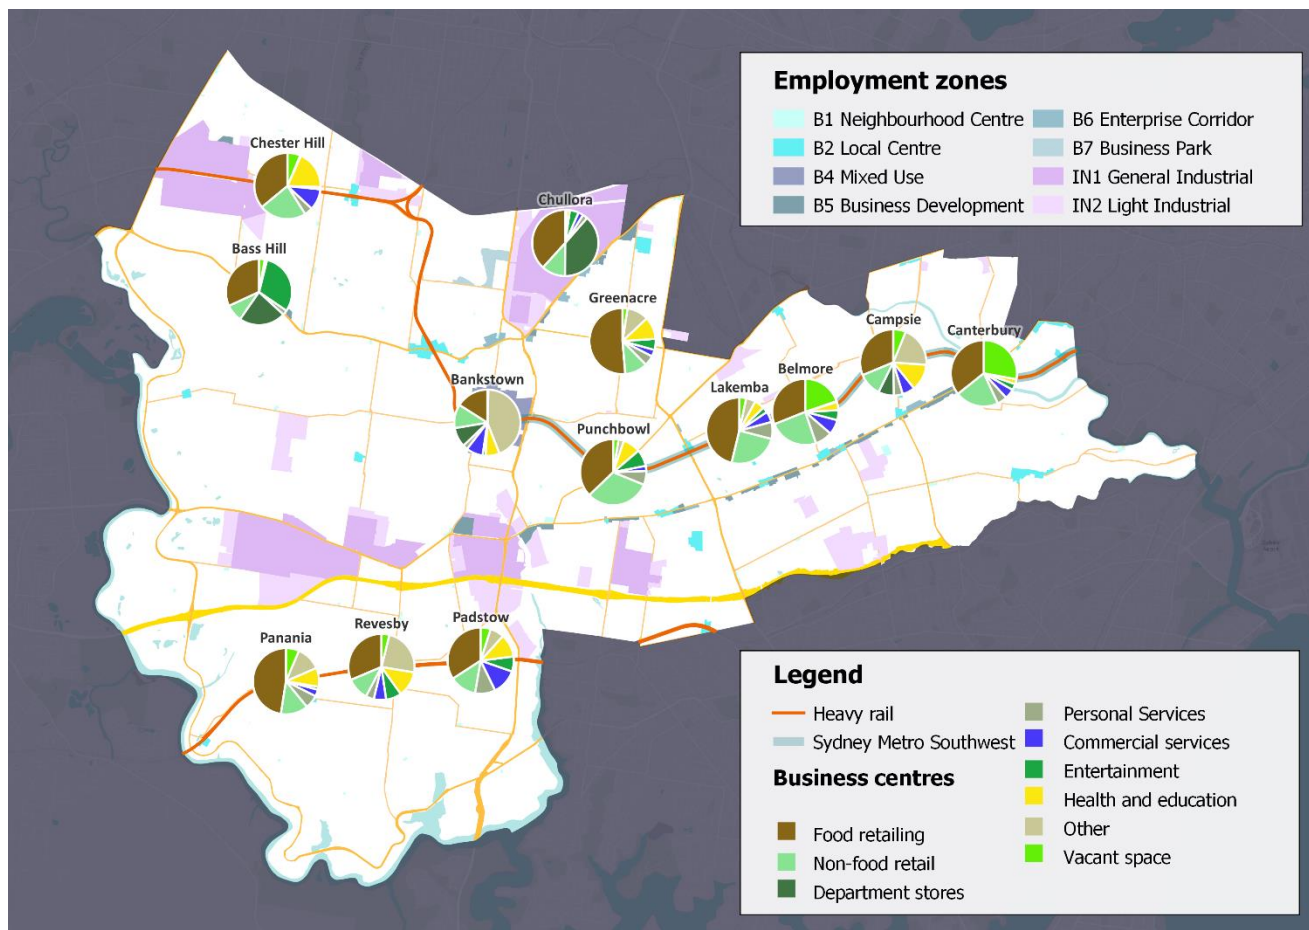 Employment zones
B1 Neighbourhood Centre
B2 Local Centre
B4 Mixed Use
B5 Business Development
B6 Enterprise Corridor
B7 Business Park
IN1 General Industrial
IN2 Light Industrial
Chester Hill
Chullora
Bass Hill
Greenacre
Campsie
Canterbury
Belmore
Lakemba
Bankstown
Punchbowl
Padstow
Revesby
Panania
Legend
Heavy rail
Sydney Metro Southwest
Business centres
Food retailing
Non-food retail
Department stores
Personal Services
Commercial services
Entertainment
Health and education
Other
Vacant space